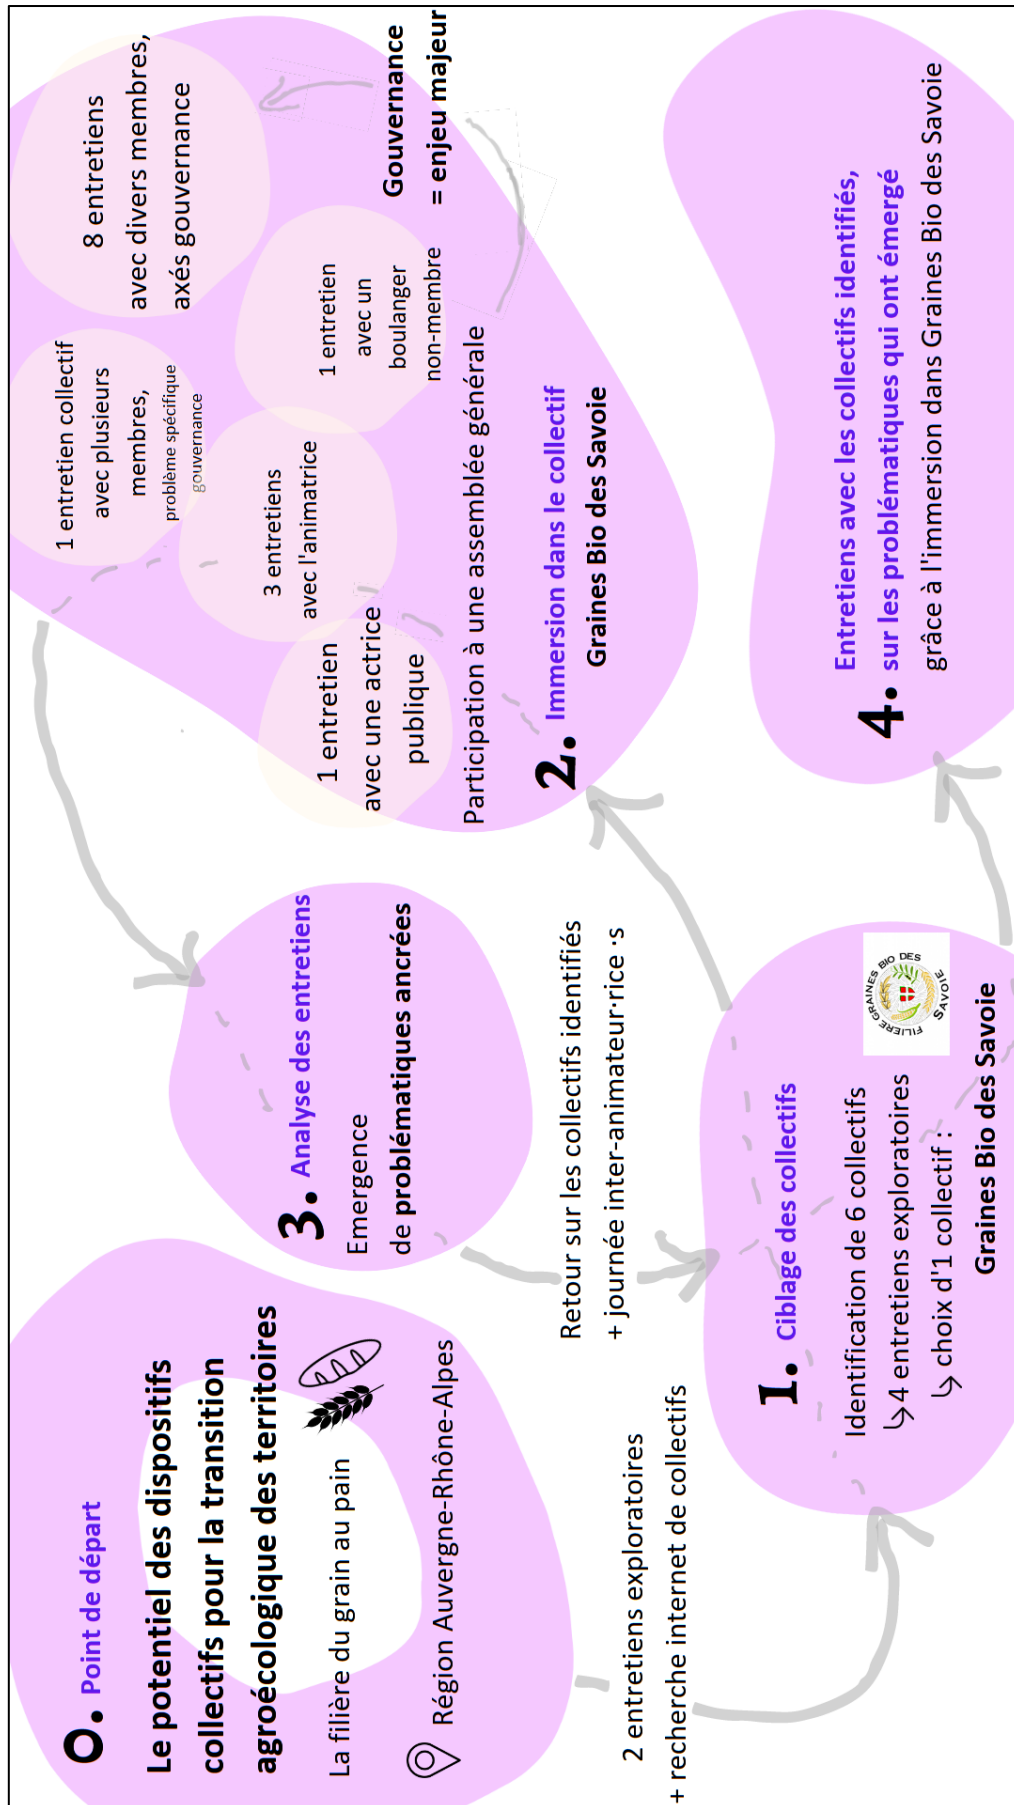 0. Point de départ
Le potentiel des dispositifs
collectifs pour la transition
agroécologique des territoires
La filière du grain au pain
Région Auvergne-Rhône-Alpes
2 entretiens exploratoires
+ recherche internet de collectifs
1. Ciblage des collectifs
Identification de 6 collectifs
↳ 4 entretiens exploratoires
↳ choix d'1 collectif :
Graines Bio des Savoie
FILIERE GRAINES BIO DES SAVOIE
2. Immersion dans le collectif
Graines Bio des Savoie
Participation à une assemblée générale
1 entretien
avec une actrice
publique
3 entretiens
avec l'animatrice
1 entretien collectif
avec plusieurs
membres,
problème spécifique
gouvernance
1 entretien
avec un
boulanger
non-membre
8 entretiens
avec divers membres,
axés gouvernance
Gouvernance
= enjeu majeur
3. Analyse des entretiens
Emergence
de problématiques ancrées
Retour sur les collectifs identifiés
+ journée inter-animateur·rice ·s
4. Entretiens avec les collectifs identifiés,
sur les problématiques qui ont émergé
grâce à l'immersion dans Graines Bio des Savoie